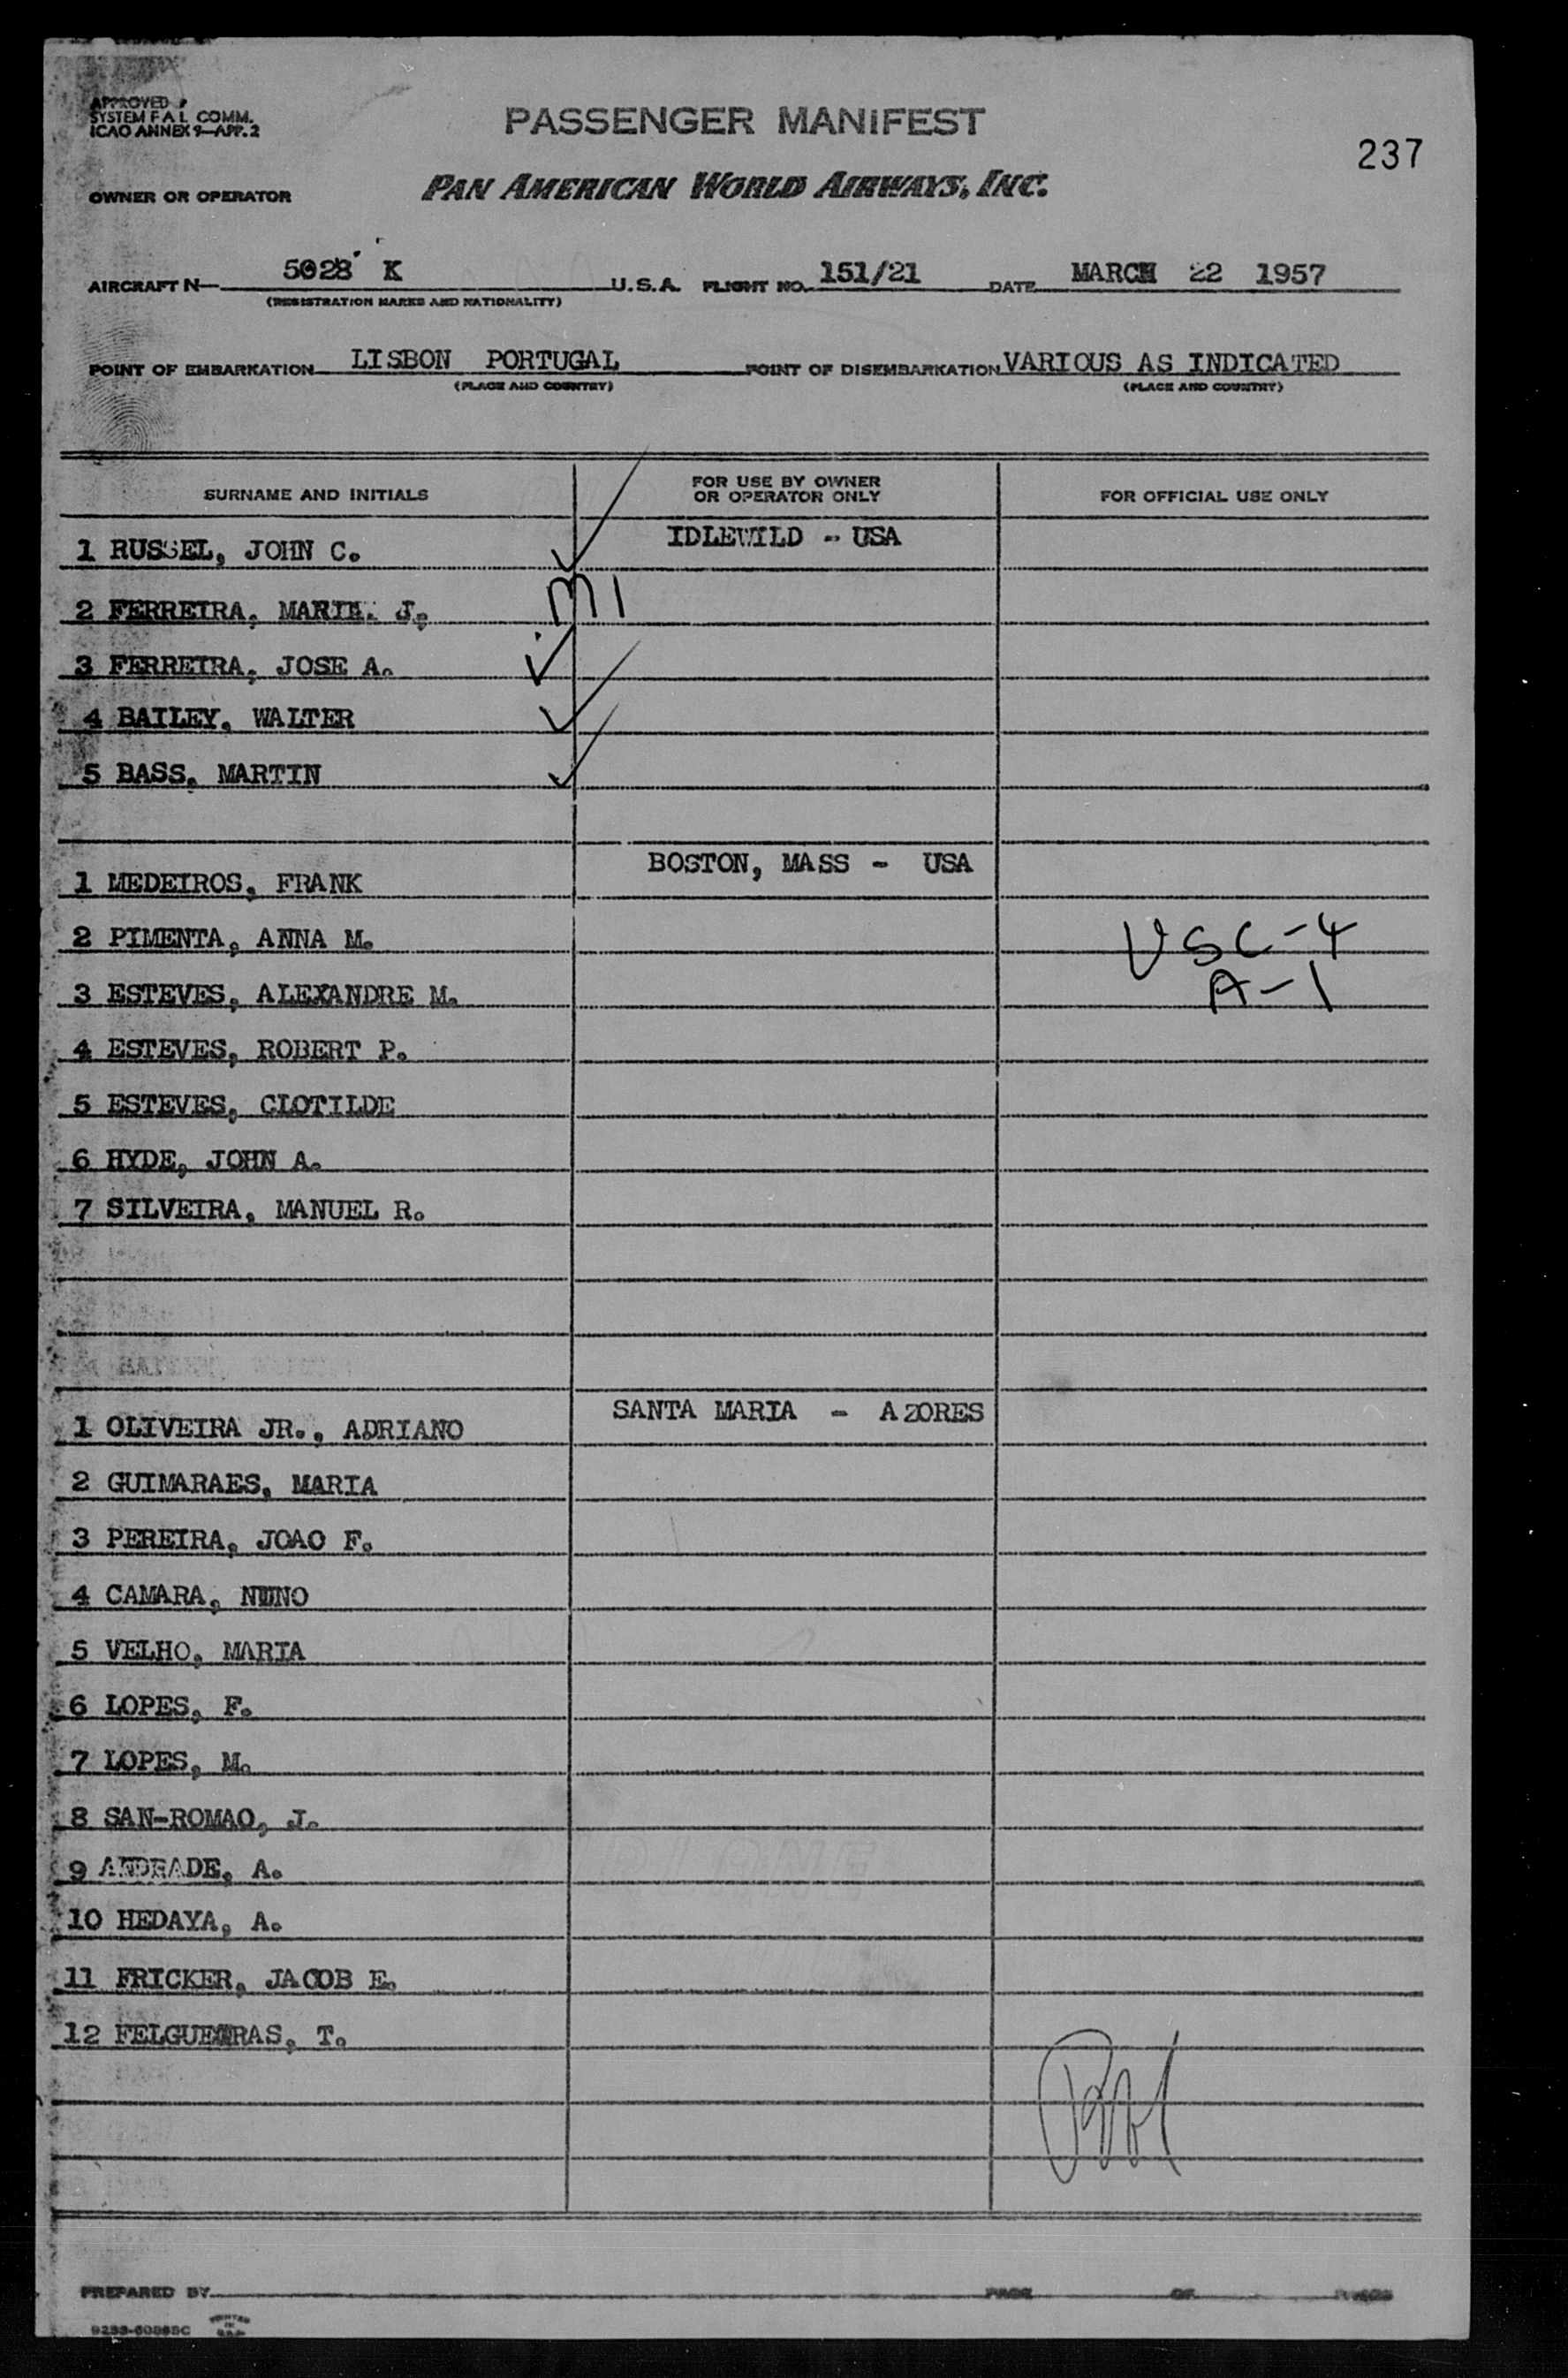 APPROVED
SYSTEM F A L COMM.
ICAO ANNEX 9—APP. 2
PASSENGER MANIFEST
237
OWNER OR OPERATOR
PAN AMERICAN WORLD AIRWAYS, INC.
AIRCRAFT N— 5028 K U.S.A. FLIGHT NO. 151/21 DATE MARCH 22 1957
(REGISTRATION MARKS AND NATIONALITY)
POINT OF EMBARKATION LISBON PORTUGAL POINT OF DISEMBARKATION VARIOUS AS INDICATED
(PLACE AND COUNTRY) (PLACE AND COUNTRY)
SURNAME AND INITIALS
FOR USE BY OWNER
OR OPERATOR ONLY
FOR OFFICIAL USE ONLY
IDLEWILD - USA
1 RUSSEL, JOHN C.
2 FERREIRA, MARIA. J. M1
3 FERREIRA, JOSE A.
4 BAILEY, WALTER
5 BASS, MARTIN
BOSTON, MASS - USA
1 MEDEIROS, FRANK
2 PIMENTA, ANNA M. USC-4
3 ESTEVES, ALEXANDRE M. A-1
4 ESTEVES, ROBERT P.
5 ESTEVES, CLOTILDE
6 HYDE, JOHN A.
7 SILVEIRA, MANUEL R.
SANTA MARIA - AZORES
1 OLIVEIRA JR., ADRIANO
2 GUIMARAES, MARIA
3 PEREIRA, JOAO F.
4 CAMARA, NUNO
5 VELHO, MARIA
6 LOPES, F.
7 LOPES, M.
8 SAN-ROMAO, J.
9 ANDRADE, A.
10 HEDAYA, A.
11 FRICKER, JACOB E.
12 FELGUEIRAS, T.
PREPARED BY PAGE OF PAGES
PRINTED
IN
U.S.A.